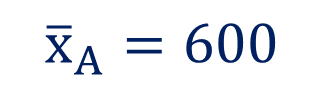 x̅_A = 600